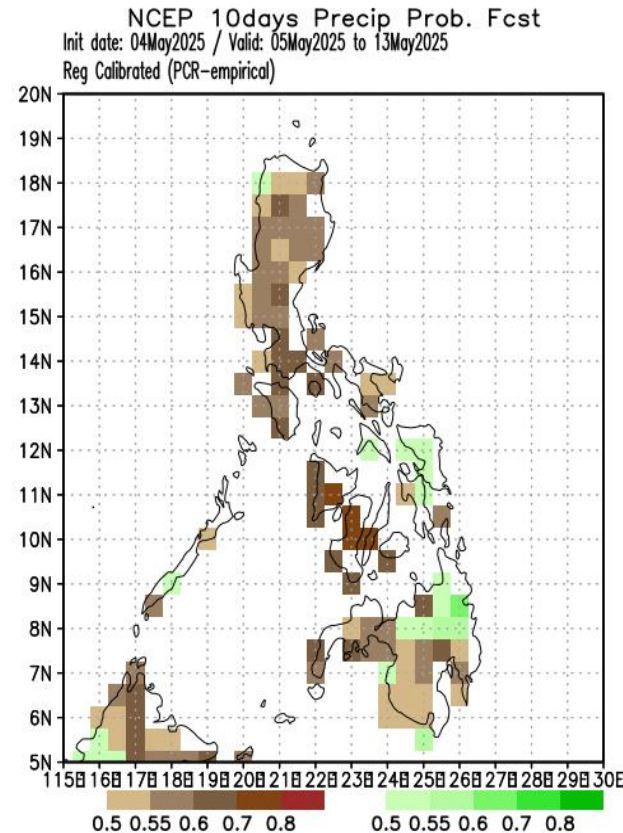 NCEP 10days Precip Prob. Fcst
Init date: 04May2025 / Valid: 05May2025 to 13May2025
Reg Calibrated (PCR-empirical)
20N
19N
18N
17N
16N
15N
14N
13N
12N
11N
10N
9N
8N
7N
6N
5N
115E 116E 117E 118E 119E 120E 121E 122E 123E 124E 125E 126E 127E 128E 129E 130E
0.5 0.55 0.6 0.7 0.8 0.5 0.55 0.6 0.7 0.8